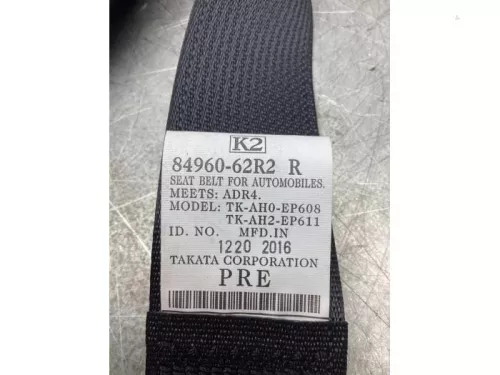 K2
84960-62R2 R
SEAT BELT FOR AUTOMOBILES.
MEETS: ADR4.
MODEL: TK-AH0-EP608
TK-AH2-EP611
ID. NO. MFD.IN
1220 2016
TAKATA CORPORATION
PRE